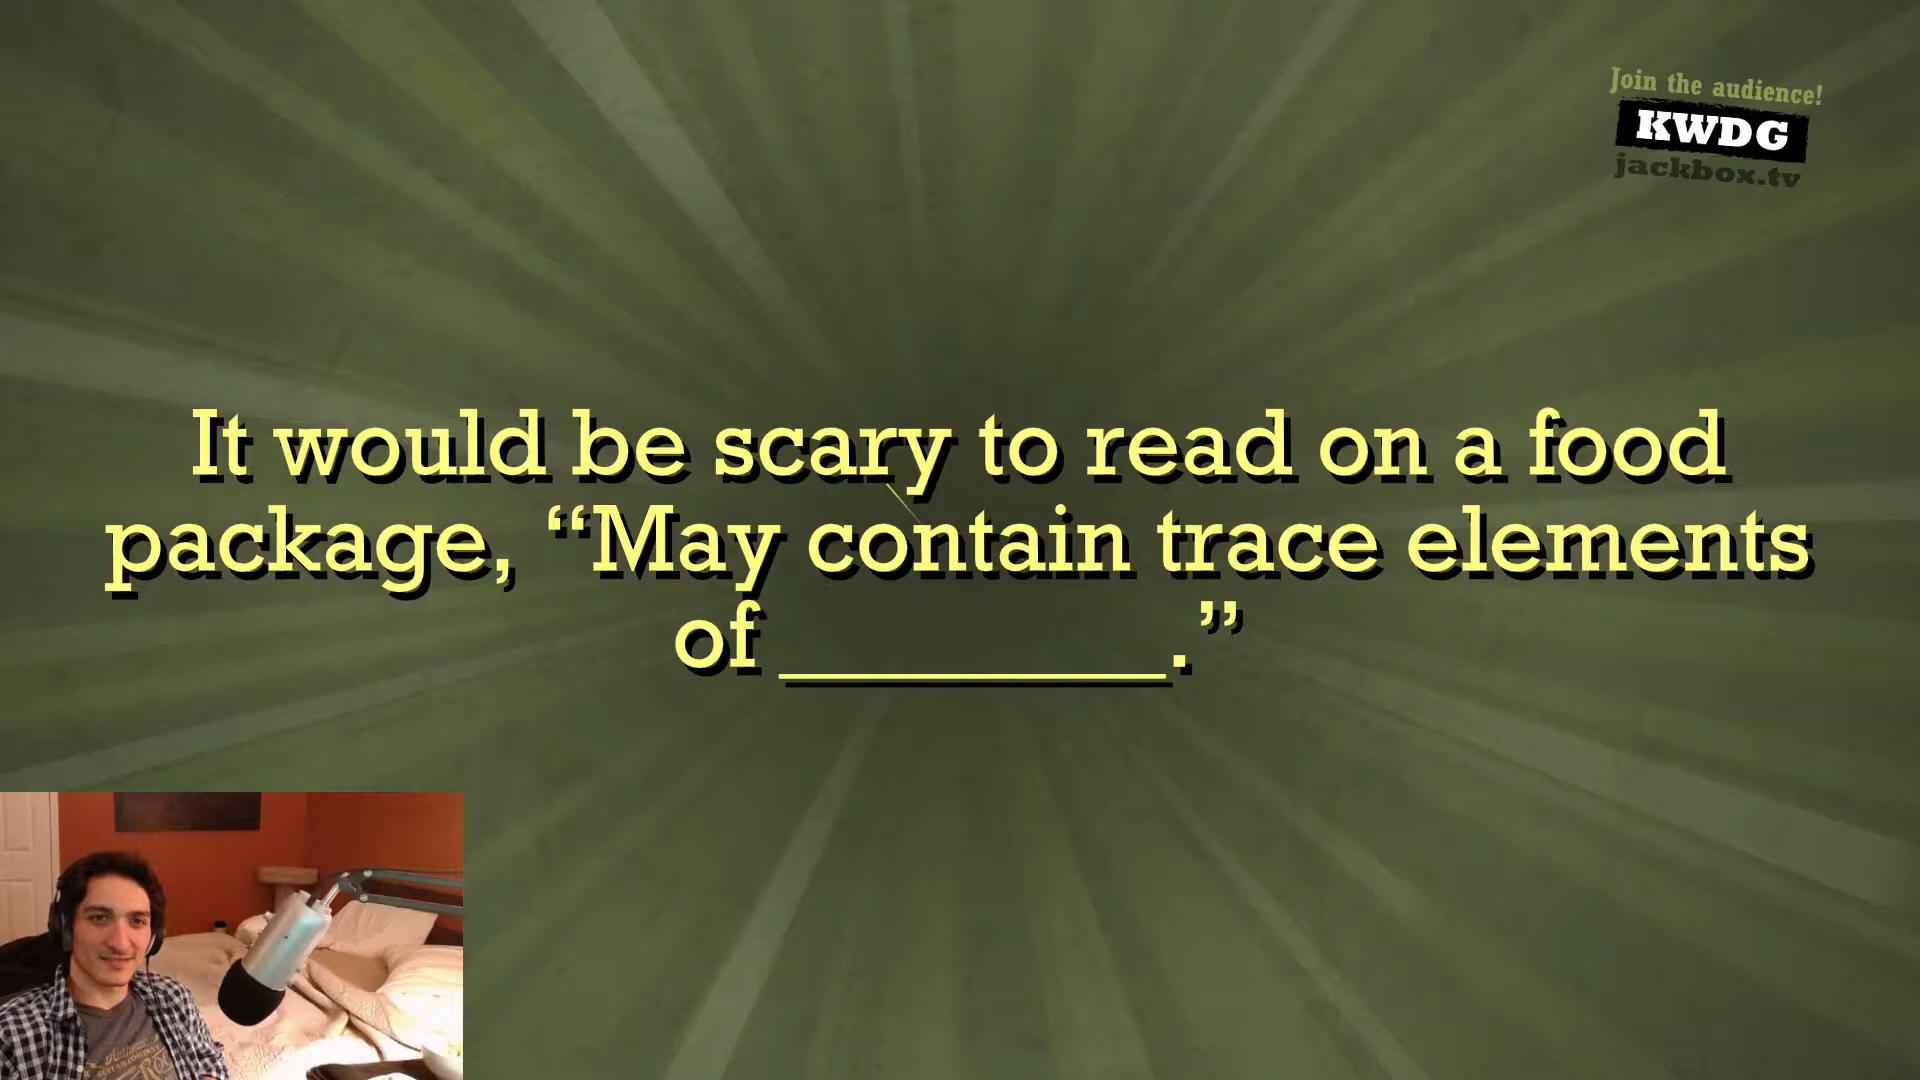 Join the audience!
KWDG
jackbox.tv
It would be scary to read on a food
package, “May contain trace elements
of ________.”